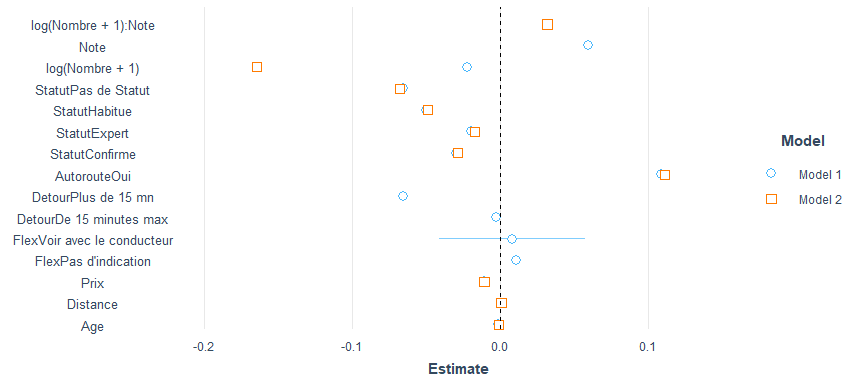 log(Nombre + 1):Note
Note
log(Nombre + 1)
StatutPas de Statut
StatutHabitue
StatutExpert
StatutConfirme
AutorouteOui
DetourPlus de 15 mn
DetourDe 15 minutes max
FlexVoir avec le conducteur
FlexPas d'indication
Prix
Distance
Age
-0.2 -0.1 0.0 0.1
Estimate
Model
Model 1
Model 2